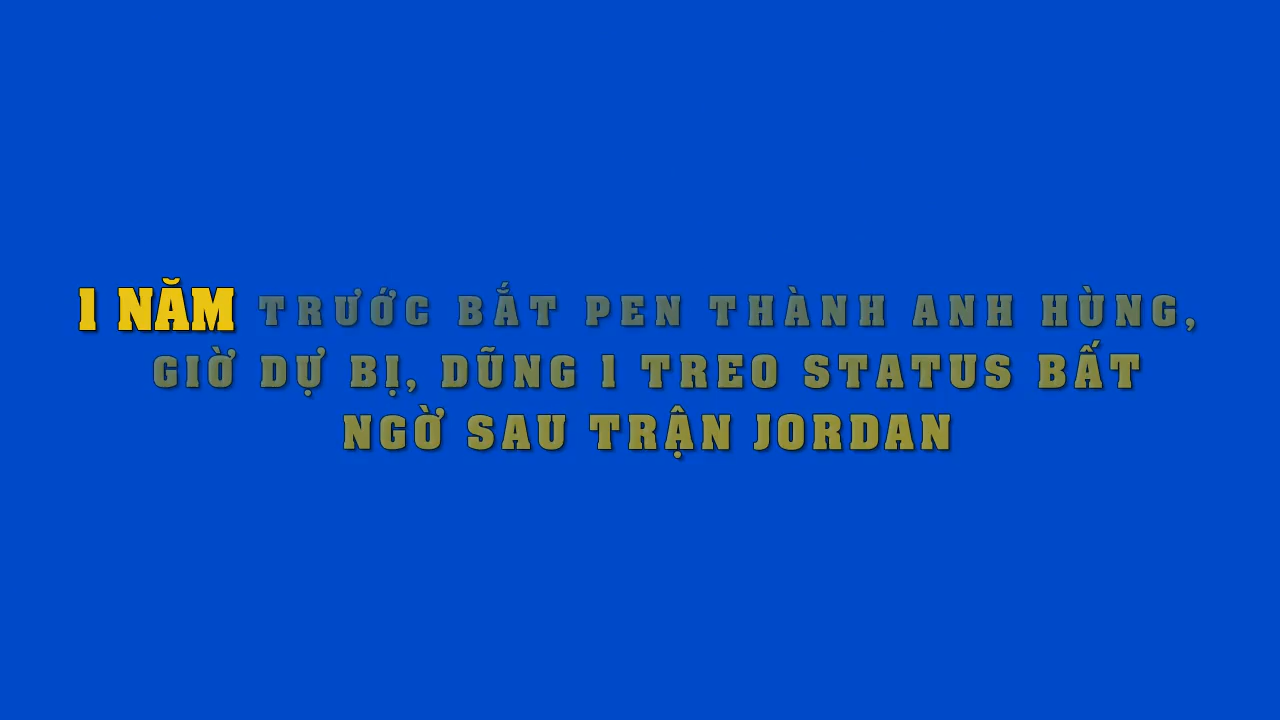 1 NĂM TRƯỚC BẮT PEN THÀNH ANH HÙNG,
GIỜ DỰ BỊ, DŨNG 1 TREO STATUS BẤT
NGỜ SAU TRẬN JORDAN